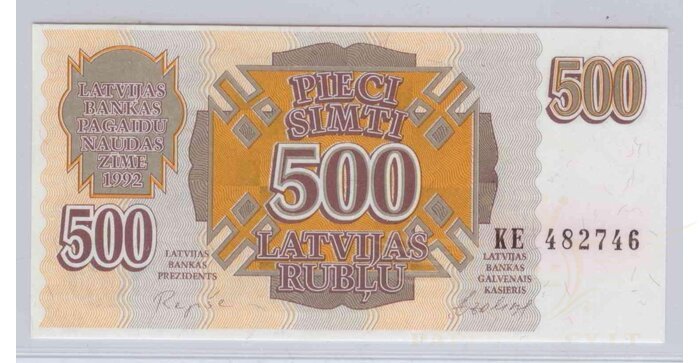 LATVIJAS
BANKAS
PAGAIDU
NAUDAS
ZIME
1992
PIECI
SIMTI
500
500
500
LATVIJAS
RUBĻU
KE 482746
LATVIJAS
BANKAS
PREZIDENTS
LATVIJAS
BANKAS
GALVENAIS
KASIERIS